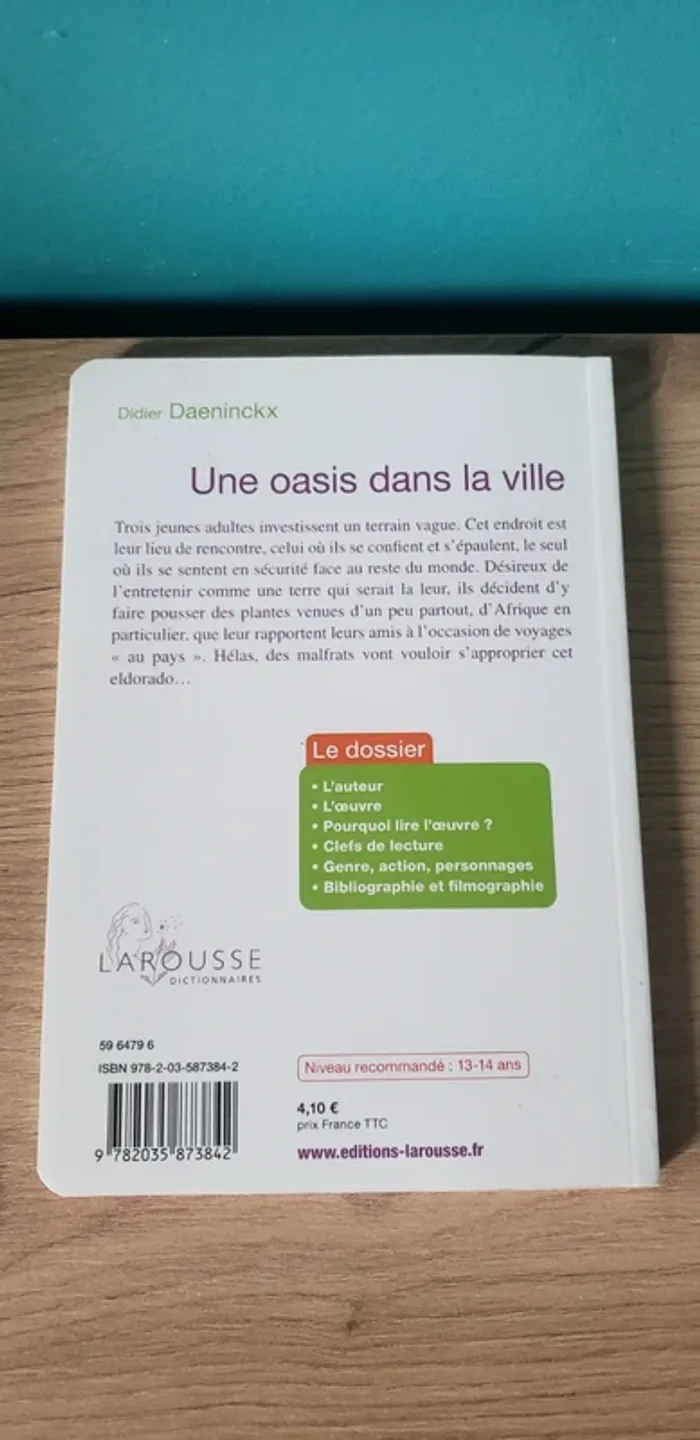 Didier Daeninckx
Une oasis dans la ville
Trois jeunes adultes investissent un terrain vague. Cet endroit est
leur lieu de rencontre, celui où ils se confient et s'épaulent, le seul
où ils se sentent en sécurité face au reste du monde. Désireux de
l'entretenir comme une terre qui serait la leur, ils décident d'y
faire pousser des plantes venues d'un peu partout, d'Afrique en
particulier, que leur rapportent leurs amis à l'occasion de voyages
« au pays ». Hélas, des malfrats vont vouloir s'approprier cet
eldorado…
Le dossier
• L'auteur
• L'œuvre
• Pourquoi lire l'œuvre ?
• Clefs de lecture
• Genre, action, personnages
• Bibliographie et filmographie
LAROUSSE
DICTIONNAIRES
59 6479 6
ISBN 978-2-03-587384-2
9 782035 873842
Niveau recommandé : 13-14 ans
4,10 €
prix France TTC
www.editions-larousse.fr